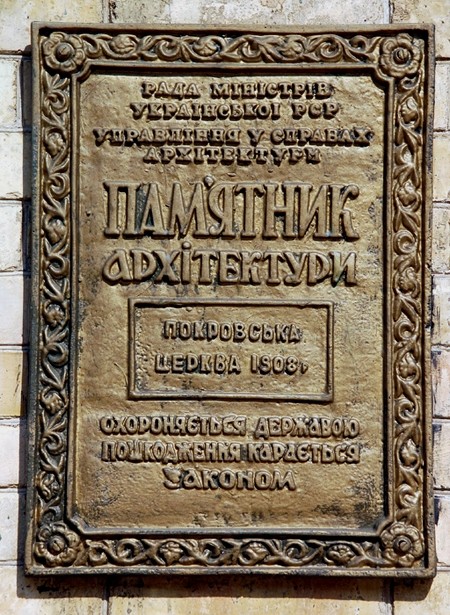 РАДА МІНІСТРІВ
УКРАЇНСЬКОЇ РСР
УПРАВЛІННЯ У СПРАВАХ
АРХІТЕКТУРИ
ПАМ'ЯТНИК
АРХІТЕКТУРИ
ПОКРОВСЬКА
ЦЕРКВА 1908 г
ОХОРОНЯЄТЬСЯ ДЕРЖАВОЮ
ПОШКОДЖЕННЯ КАРАЄТЬСЯ
ЗАКОНОМ